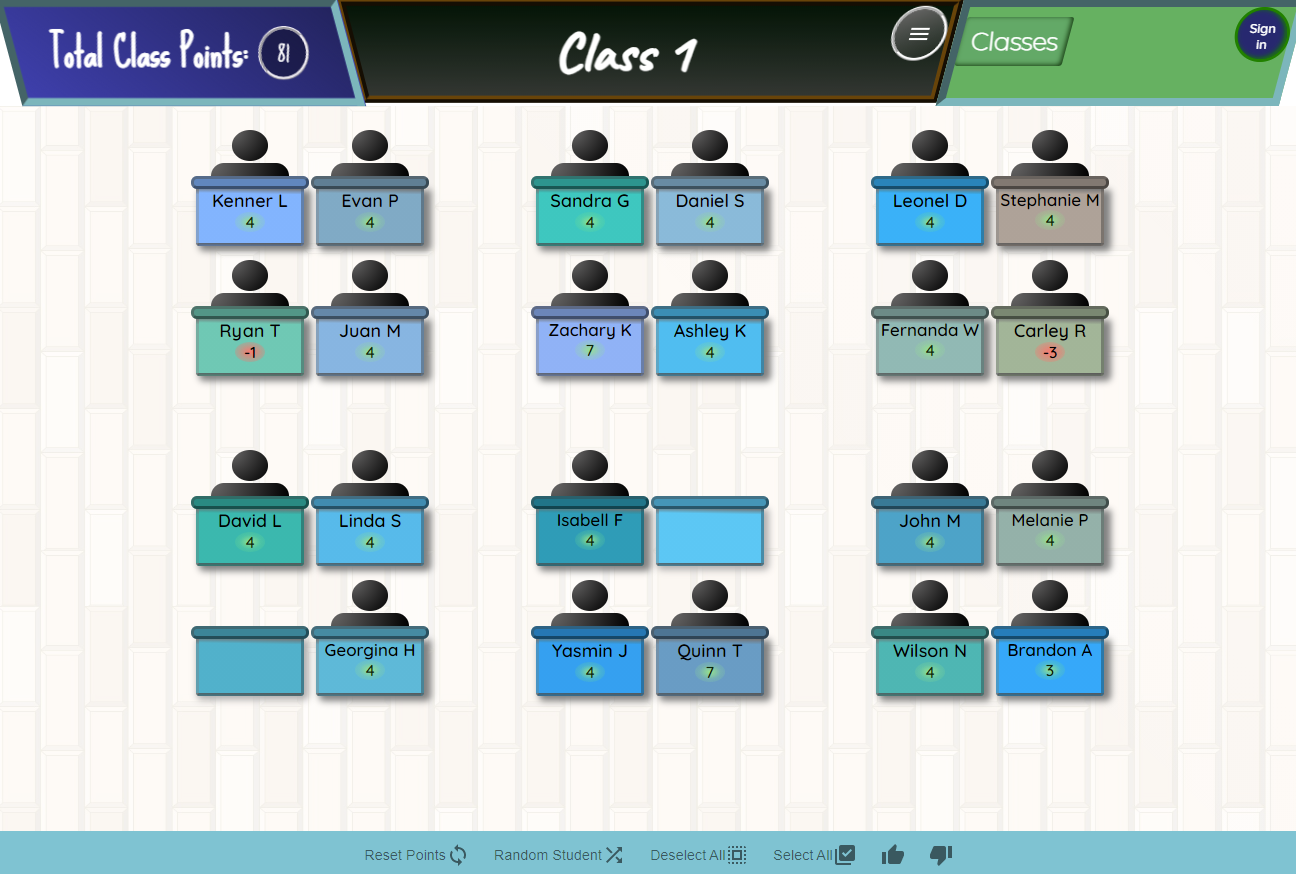 Total Class Points: 81
Class 1
Classes
Sign
in
Kenner L
4
Evan P
4
Sandra G
4
Daniel S
4
Leonel D
4
Stephanie M
4
Ryan T
-1
Juan M
4
Zachary K
7
Ashley K
4
Fernanda W
4
Carley R
-3
David L
4
Linda S
4
Isabell F
4
John M
4
Melanie P
4
Georgina H
4
Yasmin J
4
Quinn T
7
Wilson N
4
Brandon A
3
Reset Points
Random Student
Deselect All
Select All